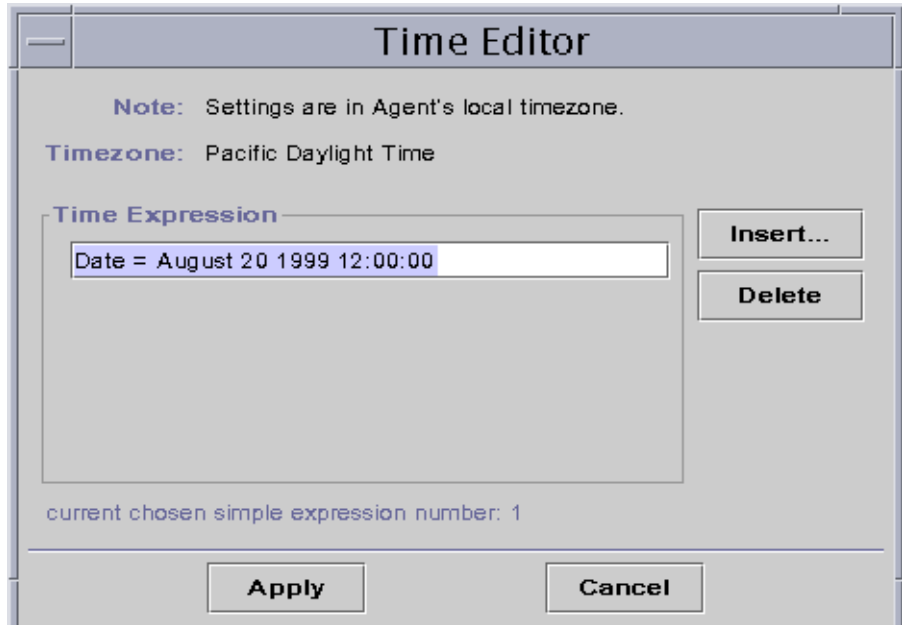 Time Editor
Note: Settings are in Agent's local timezone.
Timezone: Pacific Daylight Time
Time Expression
Insert...
Date = August 20 1999 12:00:00
Delete
current chosen simple expression number: 1
Apply Cancel